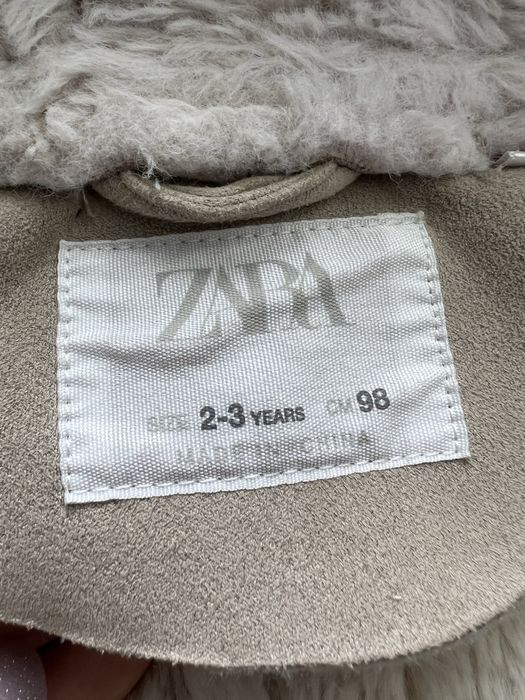 ZARA
SIZE 2-3 YEARS CM 98
MADE IN CHINA